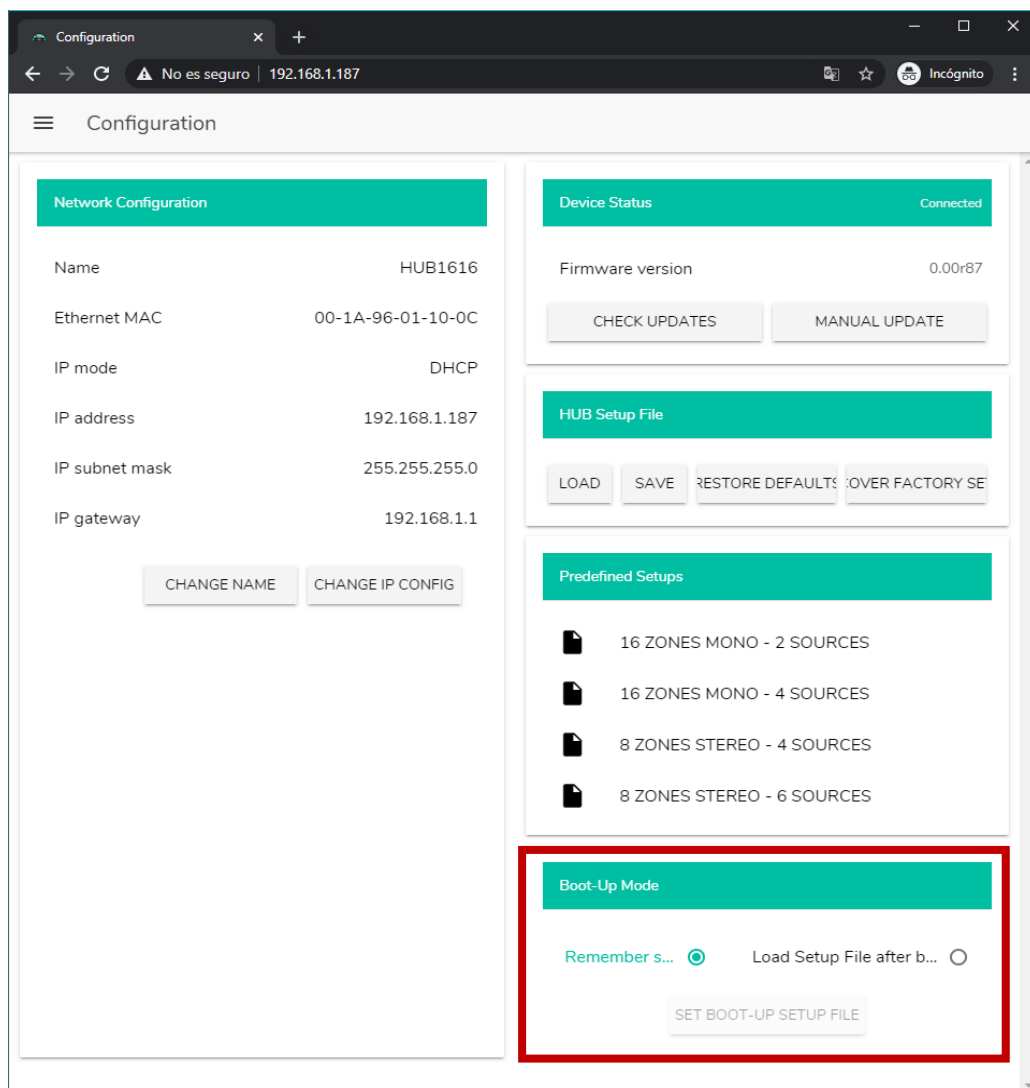 Configuration
No es seguro | 192.168.1.187
Incógnito
Configuration
Network Configuration
Name HUB1616
Ethernet MAC 00-1A-96-01-10-0C
IP mode DHCP
IP address 192.168.1.187
IP subnet mask 255.255.255.0
IP gateway 192.168.1.1
CHANGE NAME CHANGE IP CONFIG
Device Status Connected
Firmware version 0.00r87
CHECK UPDATES MANUAL UPDATE
HUB Setup File
LOAD SAVE RESTORE DEFAULTS COVER FACTORY SE
Predefined Setups
16 ZONES MONO - 2 SOURCES
16 ZONES MONO - 4 SOURCES
8 ZONES STEREO - 4 SOURCES
8 ZONES STEREO - 6 SOURCES
Boot-Up Mode
Remember s... Load Setup File after b...
SET BOOT-UP SETUP FILE